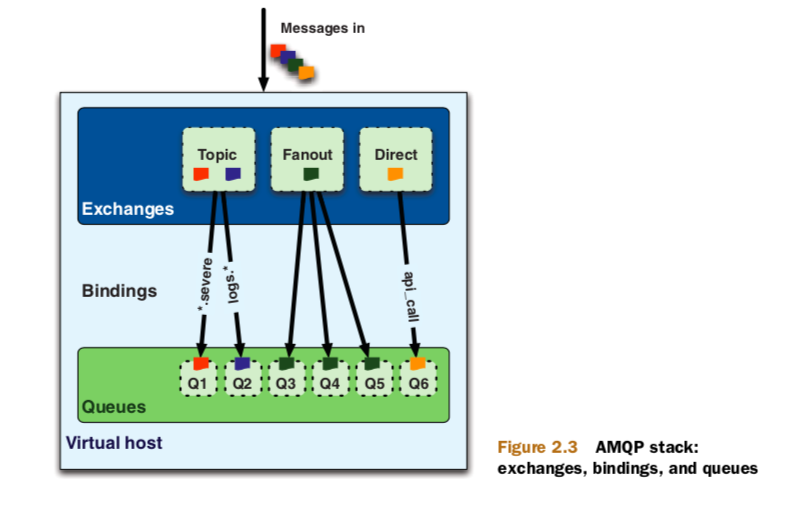 Messages in
Topic
Fanout
Direct
Exchanges
*.severe
logs.*
api_call
Bindings
Q1
Q2
Q3
Q4
Q5
Q6
Queues
Virtual host
Figure 2.3 AMQP stack:
exchanges, bindings, and queues